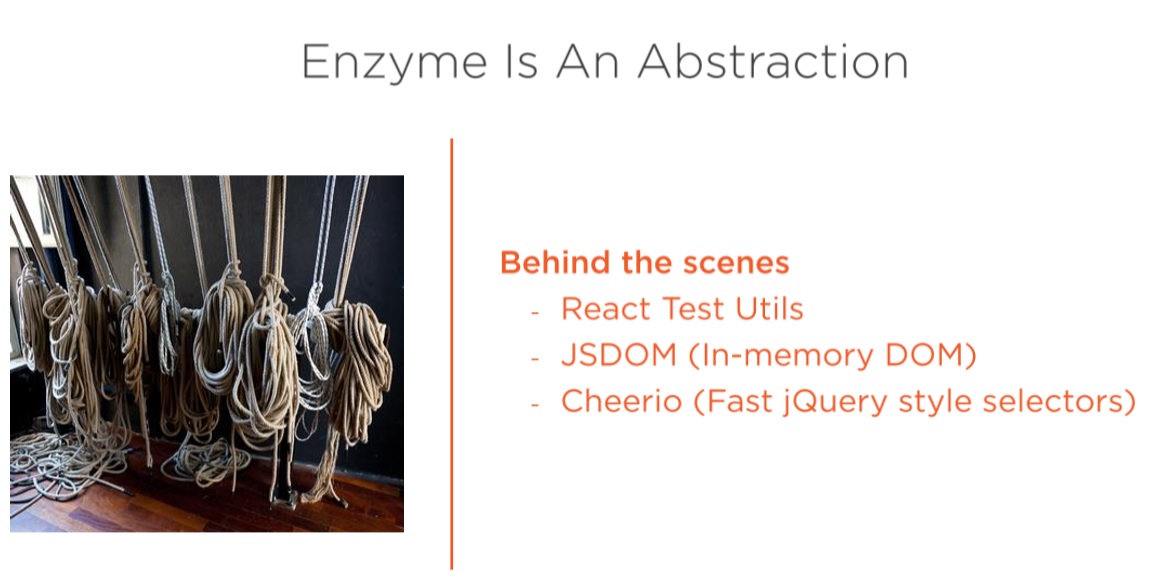 Enzyme Is An Abstraction
Behind the scenes
- React Test Utils
- JSDOM (In-memory DOM)
- Cheerio (Fast jQuery style selectors)